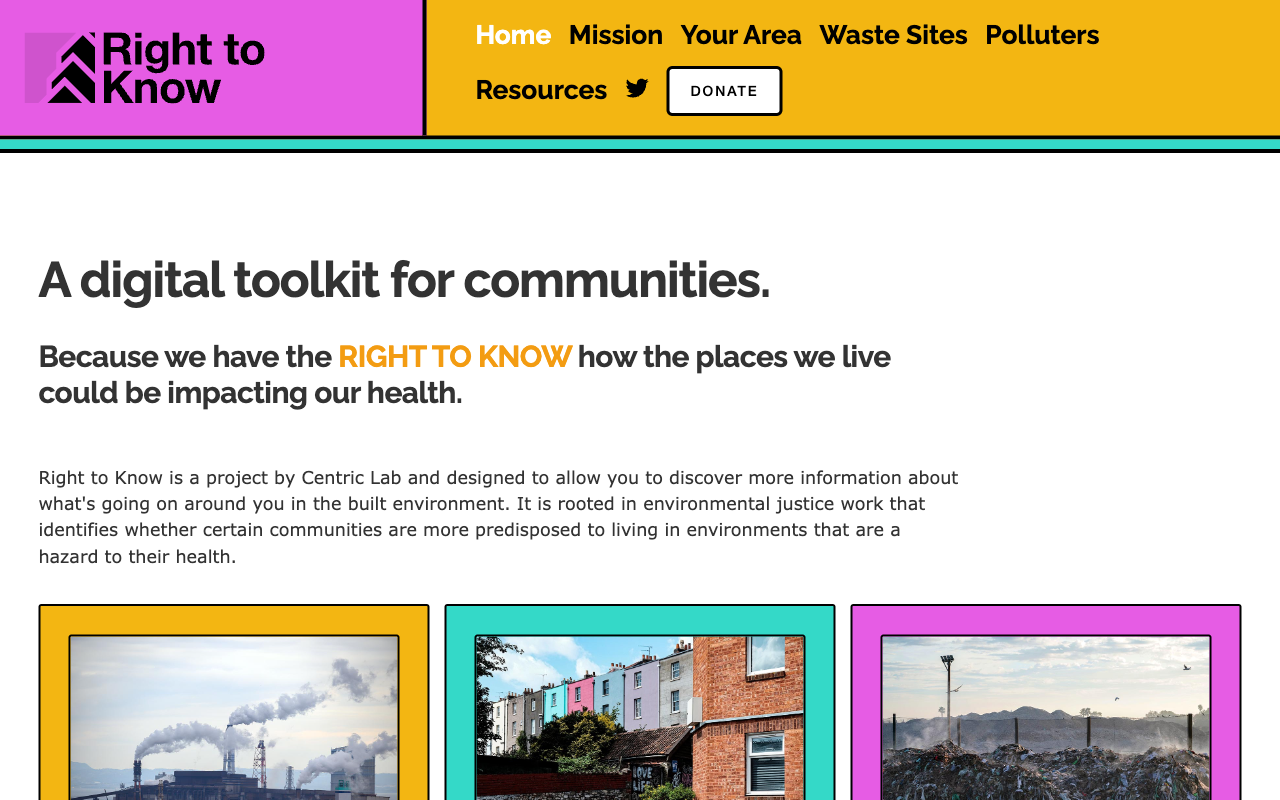 Right to
Know
Home Mission Your Area Waste Sites Polluters
Resources DONATE
A digital toolkit for communities.
Because we have the RIGHT TO KNOW how the places we live
could be impacting our health.
Right to Know is a project by Centric Lab and designed to allow you to discover more information about
what's going on around you in the built environment. It is rooted in environmental justice work that
identifies whether certain communities are more predisposed to living in environments that are a
hazard to their health.
LOVE
LIFE